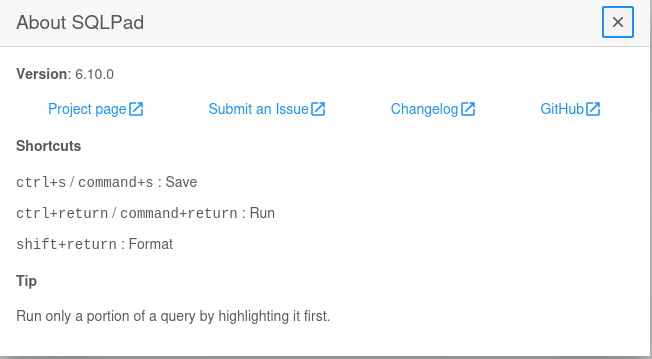 About SQLPad
Version: 6.10.0
Project page Submit an Issue Changelog GitHub
Shortcuts
ctrl+s / command+s : Save
ctrl+return / command+return : Run
shift+return : Format
Tip
Run only a portion of a query by highlighting it first.